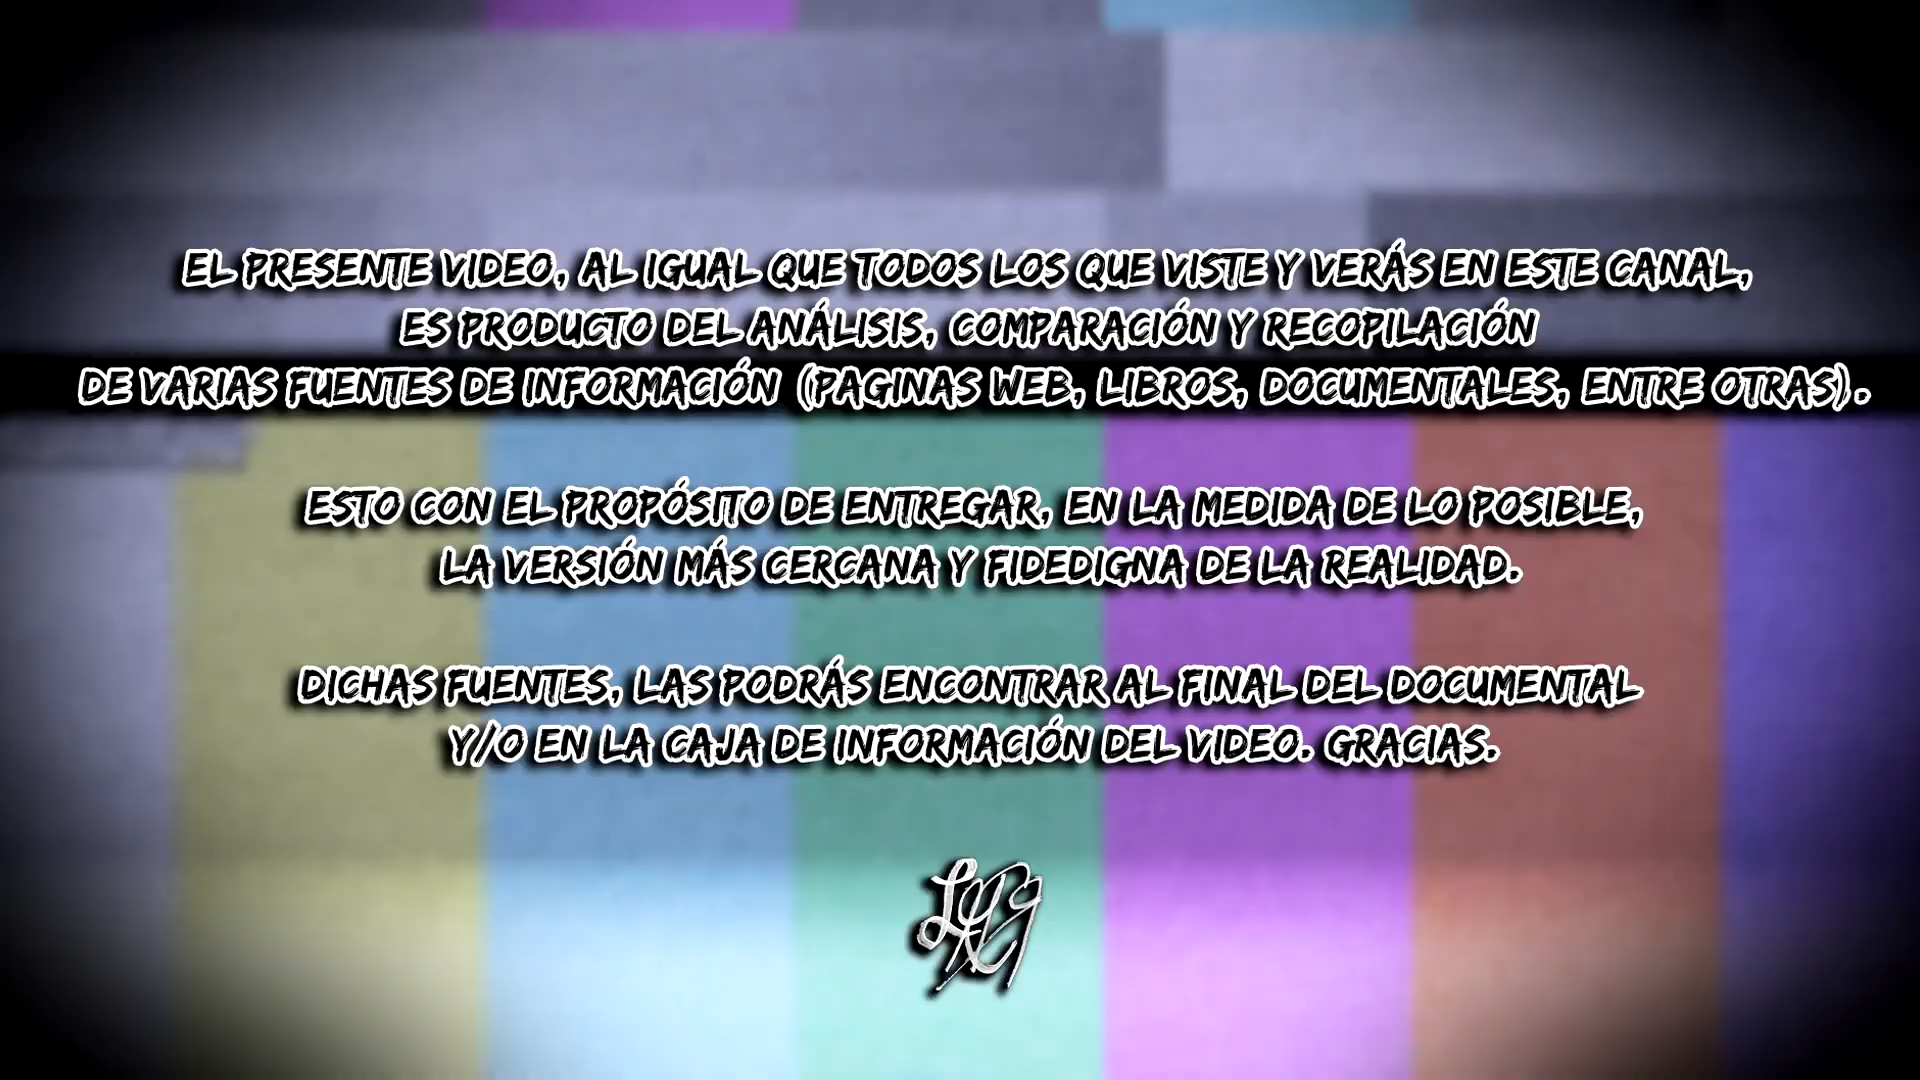 EL PRESENTE VIDEO, AL IGUAL QUE TODOS LOS QUE VISTE Y VERÁS EN ESTE CANAL,
ES PRODUCTO DEL ANÁLISIS, COMPARACIÓN Y RECOPILACIÓN
DE VARIAS FUENTES DE INFORMACIÓN (PAGINAS WEB, LIBROS, DOCUMENTALES, ENTRE OTRAS).
ESTO CON EL PROPÓSITO DE ENTREGAR, EN LA MEDIDA DE LO POSIBLE,
LA VERSIÓN MÁS CERCANA Y FIDEDIGNA DE LA REALIDAD.
DICHAS FUENTES, LAS PODRÁS ENCONTRAR AL FINAL DEL DOCUMENTAL
Y/O EN LA CAJA DE INFORMACIÓN DEL VIDEO. GRACIAS.